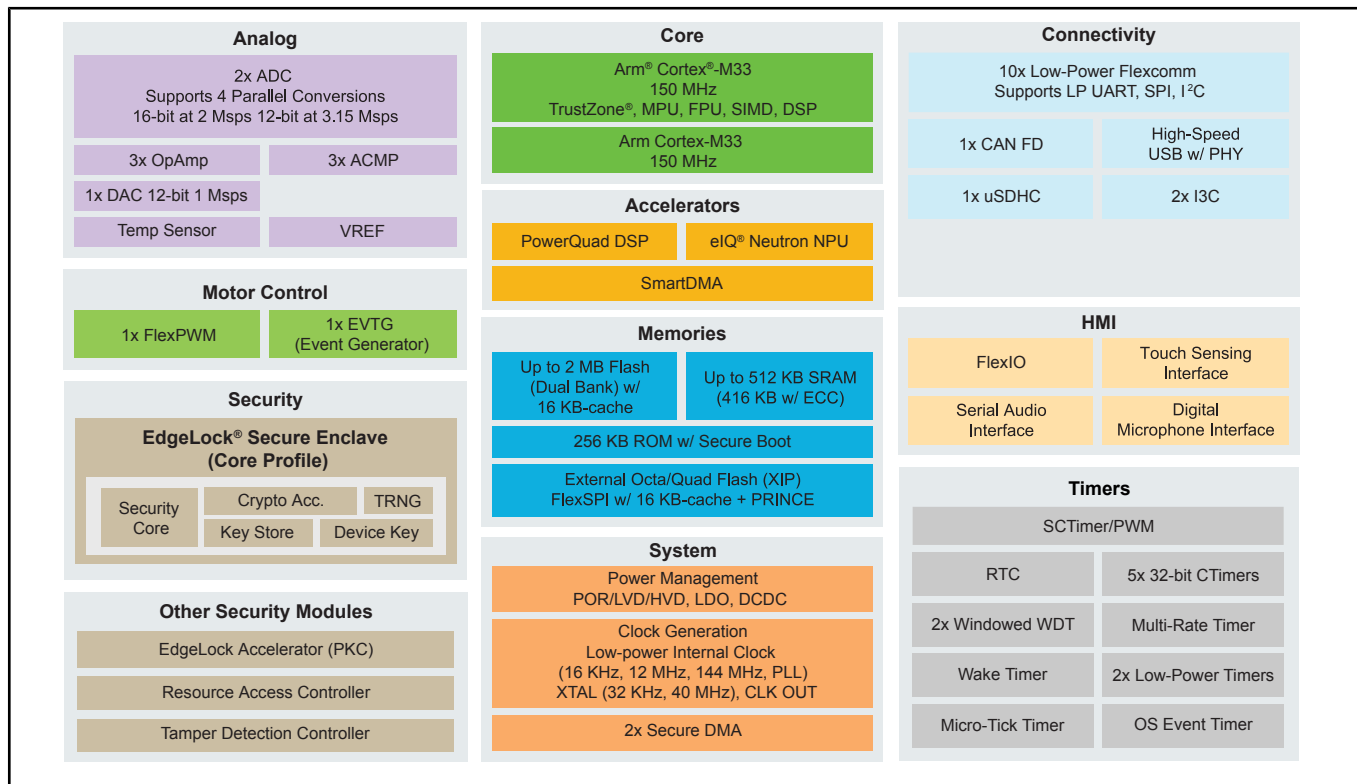 Analog
2x ADC
Supports 4 Parallel Conversions
16-bit at 2 Msps 12-bit at 3.15 Msps
3x OpAmp
3x ACMP
1x DAC 12-bit 1 Msps
Temp Sensor
VREF
Motor Control
1x FlexPWM
1x EVTG
(Event Generator)
Security
EdgeLock® Secure Enclave
(Core Profile)
Security
Core
Crypto Acc.
TRNG
Key Store
Device Key
Other Security Modules
EdgeLock Accelerator (PKC)
Resource Access Controller
Tamper Detection Controller
Core
Arm® Cortex®-M33
150 MHz
TrustZone®, MPU, FPU, SIMD, DSP
Arm Cortex-M33
150 MHz
Accelerators
PowerQuad DSP
eIQ® Neutron NPU
SmartDMA
Memories
Up to 2 MB Flash
(Dual Bank) w/
16 KB-cache
Up to 512 KB SRAM
(416 KB w/ ECC)
256 KB ROM w/ Secure Boot
External Octa/Quad Flash (XIP)
FlexSPI w/ 16 KB-cache + PRINCE
System
Power Management
POR/LVD/HVD, LDO, DCDC
Clock Generation
Low-power Internal Clock
(16 KHz, 12 MHz, 144 MHz, PLL)
XTAL (32 KHz, 40 MHz), CLK OUT
2x Secure DMA
Connectivity
10x Low-Power Flexcomm
Supports LP UART, SPI, I²C
1x CAN FD
High-Speed
USB w/ PHY
1x uSDHC
2x I3C
HMI
FlexIO
Touch Sensing
Interface
Serial Audio
Interface
Digital
Microphone Interface
Timers
SCTimer/PWM
RTC
5x 32-bit CTimers
2x Windowed WDT
Multi-Rate Timer
Wake Timer
2x Low-Power Timers
Micro-Tick Timer
OS Event Timer